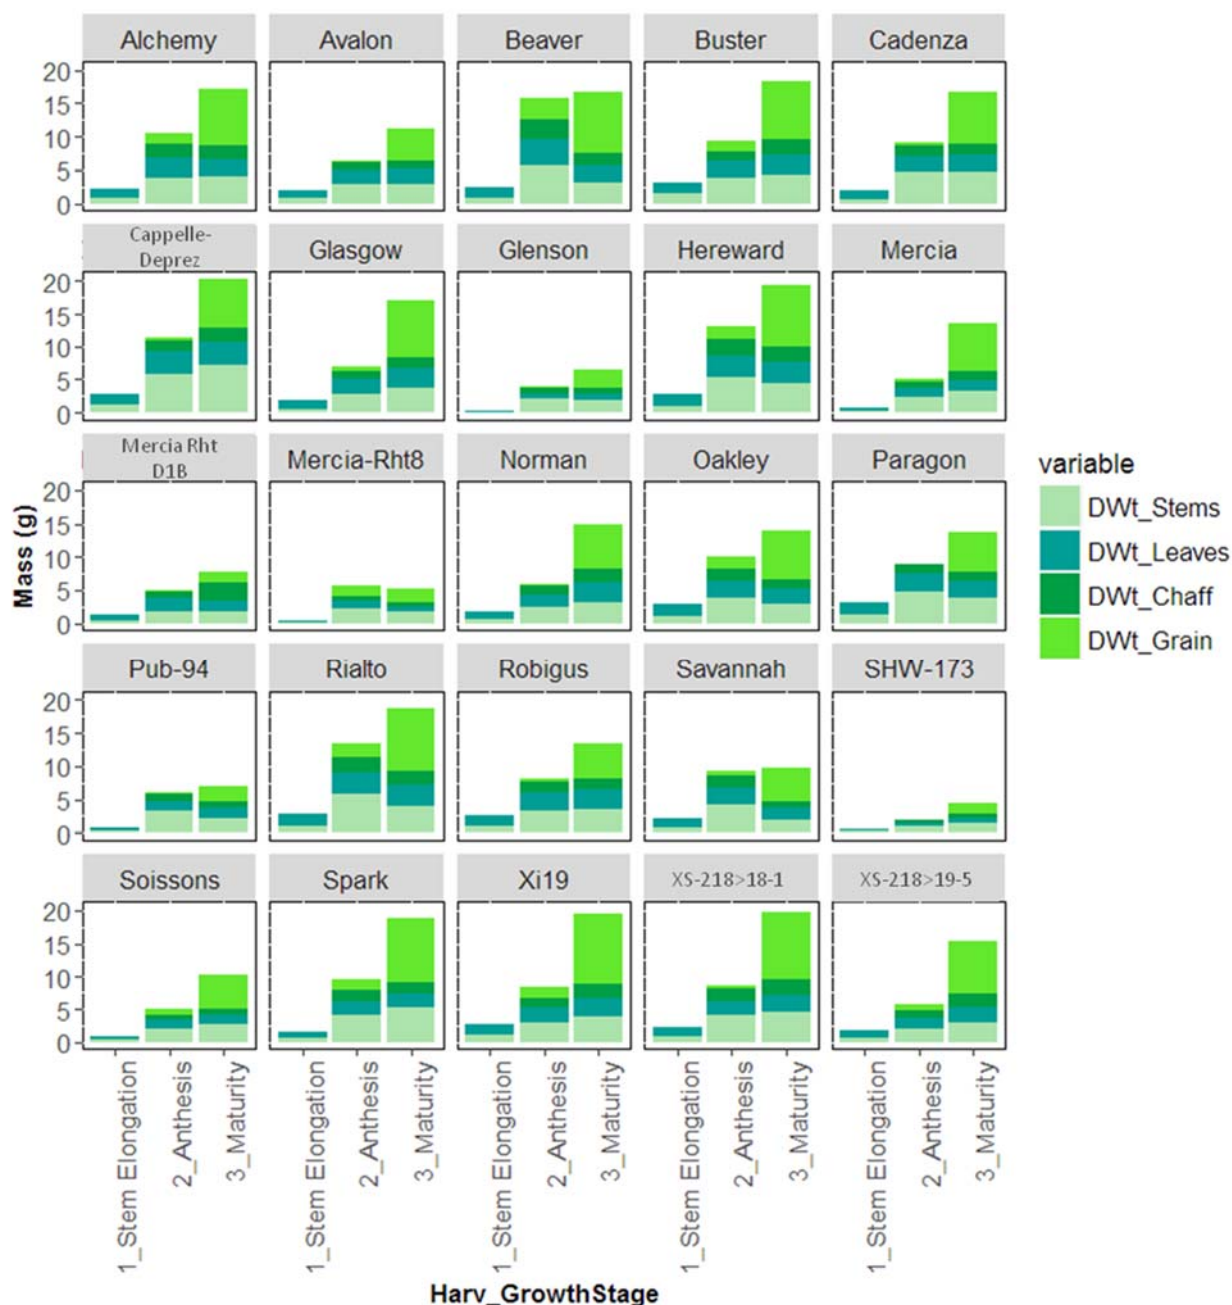 Alchemy Avalon Beaver Buster Cadenza
20
15
10
5
0
Cappelle-
Deprez
Glasgow Glenson Hereward Mercia
20
15
10
5
0
Mercia Rht
D1B
Mercia-Rht8 Norman Oakley Paragon
20
15
10
5
0
Pub-94 Rialto Robigus Savannah SHW-173
20
15
10
5
0
Soissons Spark Xi19 XS-218>18-1 XS-218>19-5
20
15
10
5
0
Mass (g)
1_Stem Elongation
2_Anthesis
3_Maturity
1_Stem Elongation
2_Anthesis
3_Maturity
1_Stem Elongation
2_Anthesis
3_Maturity
1_Stem Elongation
2_Anthesis
3_Maturity
1_Stem Elongation
2_Anthesis
3_Maturity
Harv_GrowthStage
variable
DWt_Stems
DWt_Leaves
DWt_Chaff
DWt_Grain